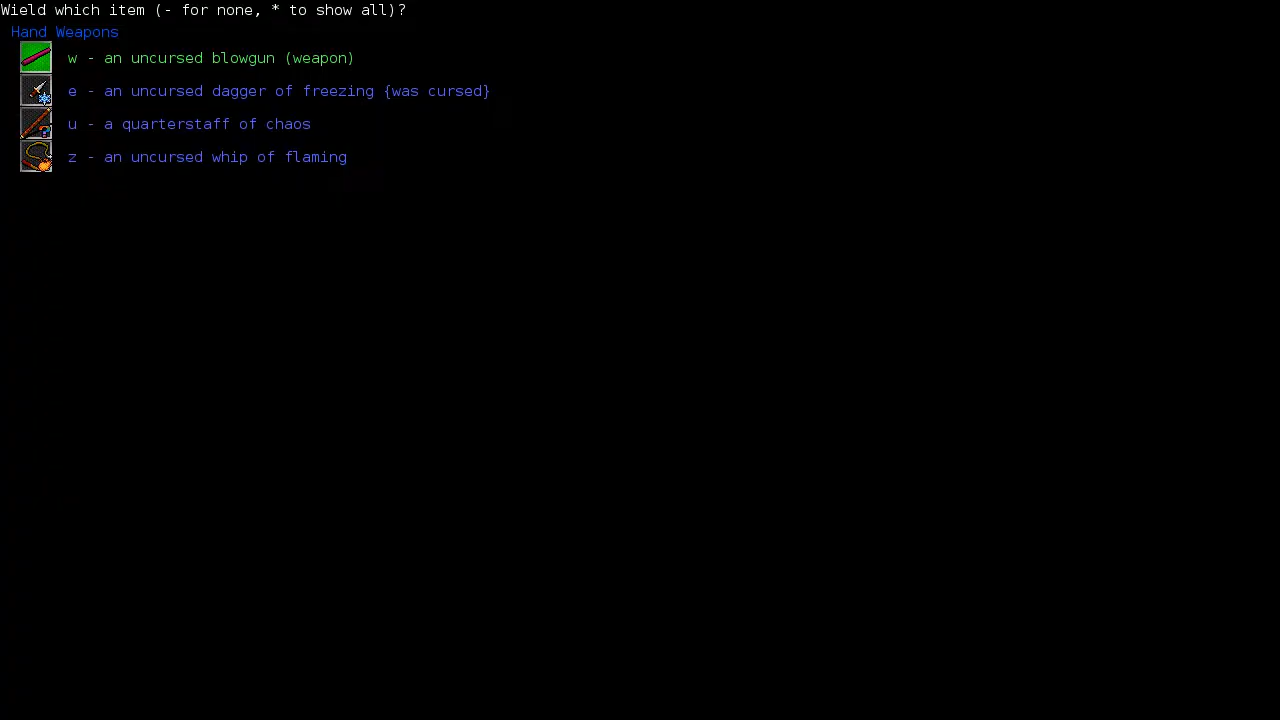 Wield which item (- for none, * to show all)?
Hand Weapons
w - an uncursed blowgun (weapon)
e - an uncursed dagger of freezing {was cursed}
u - a quarterstaff of chaos
z - an uncursed whip of flaming